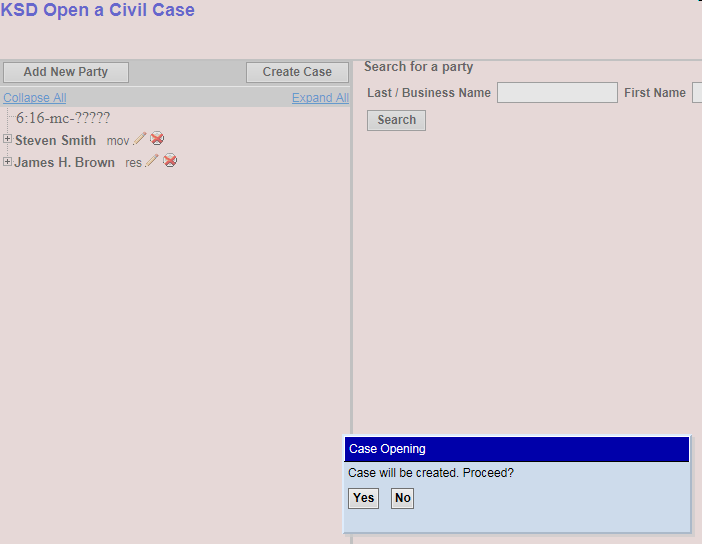 KSD Open a Civil Case
Add New Party
Create Case
Collapse All
Expand All
6:16-mc-?????
Steven Smith mov
James H. Brown res
Search for a party
Last / Business Name
First Name
Search
Case Opening
Case will be created. Proceed?
Yes No